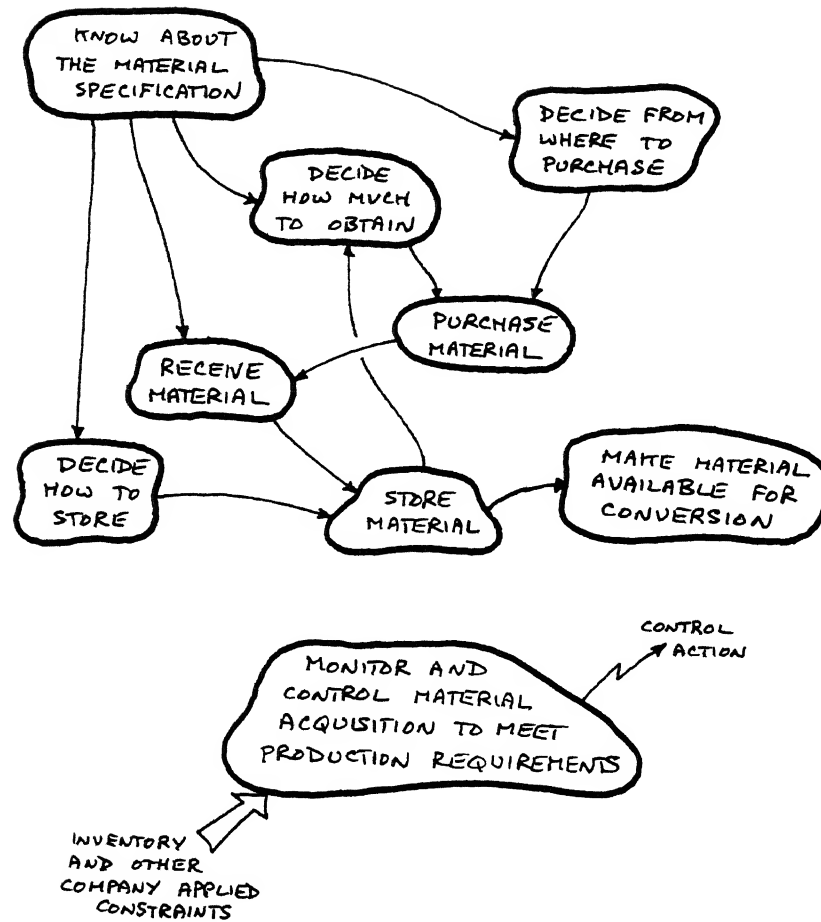 KNOW ABOUT
THE MATERIAL
SPECIFICATION
DECIDE FROM
WHERE TO
PURCHASE
DECIDE
HOW MUCH
TO OBTAIN
PURCHASE
MATERIAL
RECEIVE
MATERIAL
DECIDE
HOW TO
STORE
STORE
MATERIAL
MAKE MATERIAL
AVAILABLE FOR
CONVERSION
CONTROL
ACTION
MONITOR AND
CONTROL MATERIAL
ACQUISITION TO MEET
PRODUCTION REQUIREMENTS
INVENTORY
AND OTHER
COMPANY APPLIED
CONSTRAINTS